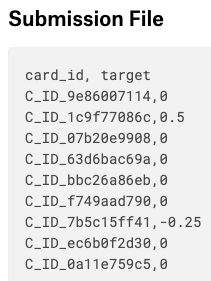 Submission File
card_id, target
C_ID_9e86007114,0
C_ID_1c9f77086c,0.5
C_ID_07b20e9908,0
C_ID_63d6bac69a,0
C_ID_bbc26a86eb,0
C_ID_f749aad790,0
C_ID_7b5c15ff41,-0.25
C_ID_ec6b0f2d30,0
C_ID_0a11e759c5,0